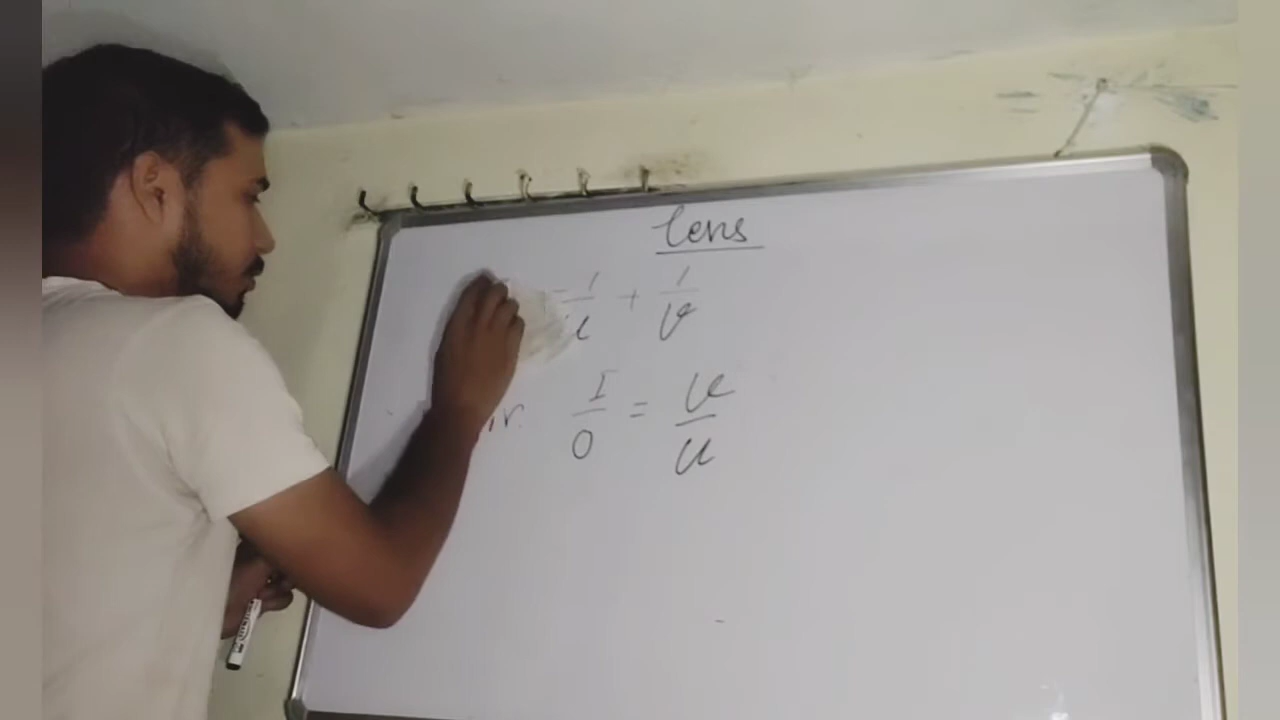 lens
= 1/u + 1/v
I/O = v/u